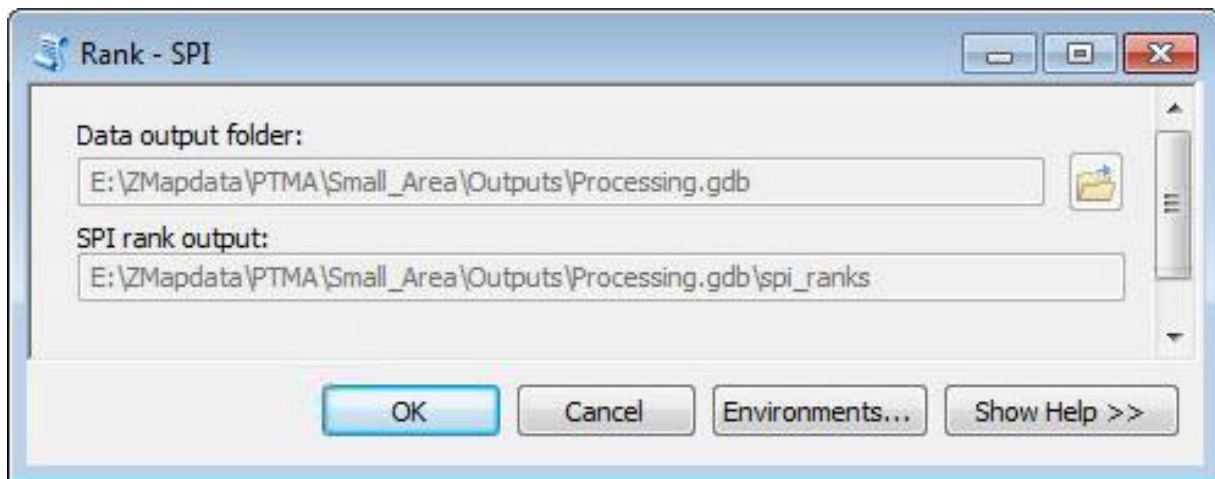 Rank - SPI
Data output folder:
E:\ZMapdata\PTMA\Small_Area\Outputs\Processing.gdb
SPI rank output:
E:\ZMapdata\PTMA\Small_Area\Outputs\Processing.gdb\spi_ranks
OK Cancel Environments... Show Help >>